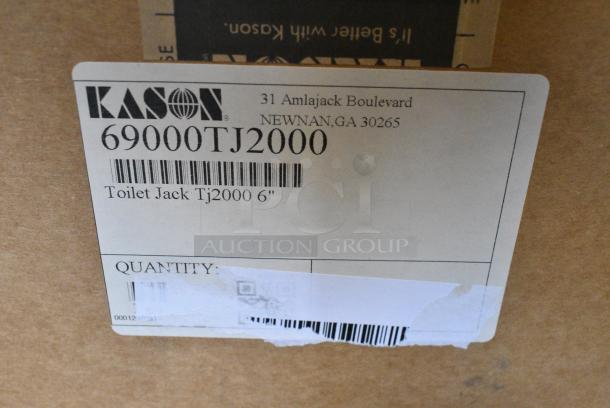 It's Better with Kason.
KASON
31 Amlajack Boulevard
NEWNAN,GA 30265
69000TJ2000
Toilet Jack Tj2000 6"
PCI
AUCTION GROUP
QUANTITY: